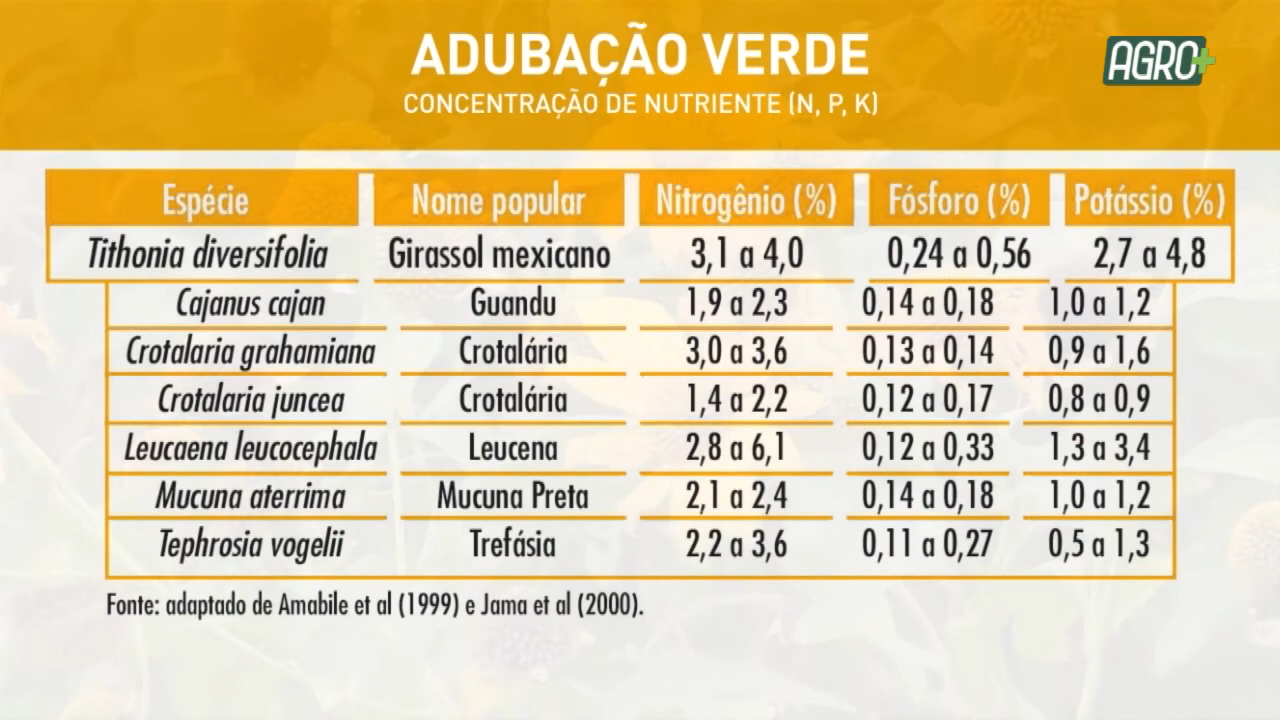 ADUBAÇÃO VERDE
CONCENTRAÇÃO DE NUTRIENTE (N, P, K)
AGRO+
Espécie Nome popular Nitrogênio (%) Fósforo (%) Potássio (%)
Tithonia diversifolia Girassol mexicano 3,1 a 4,0 0,24 a 0,56 2,7 a 4,8
Cajanus cajan Guandu 1,9 a 2,3 0,14 a 0,18 1,0 a 1,2
Crotalaria grahamiana Crotalária 3,0 a 3,6 0,13 a 0,14 0,9 a 1,6
Crotalaria juncea Crotalária 1,4 a 2,2 0,12 a 0,17 0,8 a 0,9
Leucaena leucocephala Leucena 2,8 a 6,1 0,12 a 0,33 1,3 a 3,4
Mucuna aterrima Mucuna Preta 2,1 a 2,4 0,14 a 0,18 1,0 a 1,2
Tephrosia vogelii Trefásia 2,2 a 3,6 0,11 a 0,27 0,5 a 1,3
Fonte: adaptado de Amabile et al (1999) e Jama et al (2000).